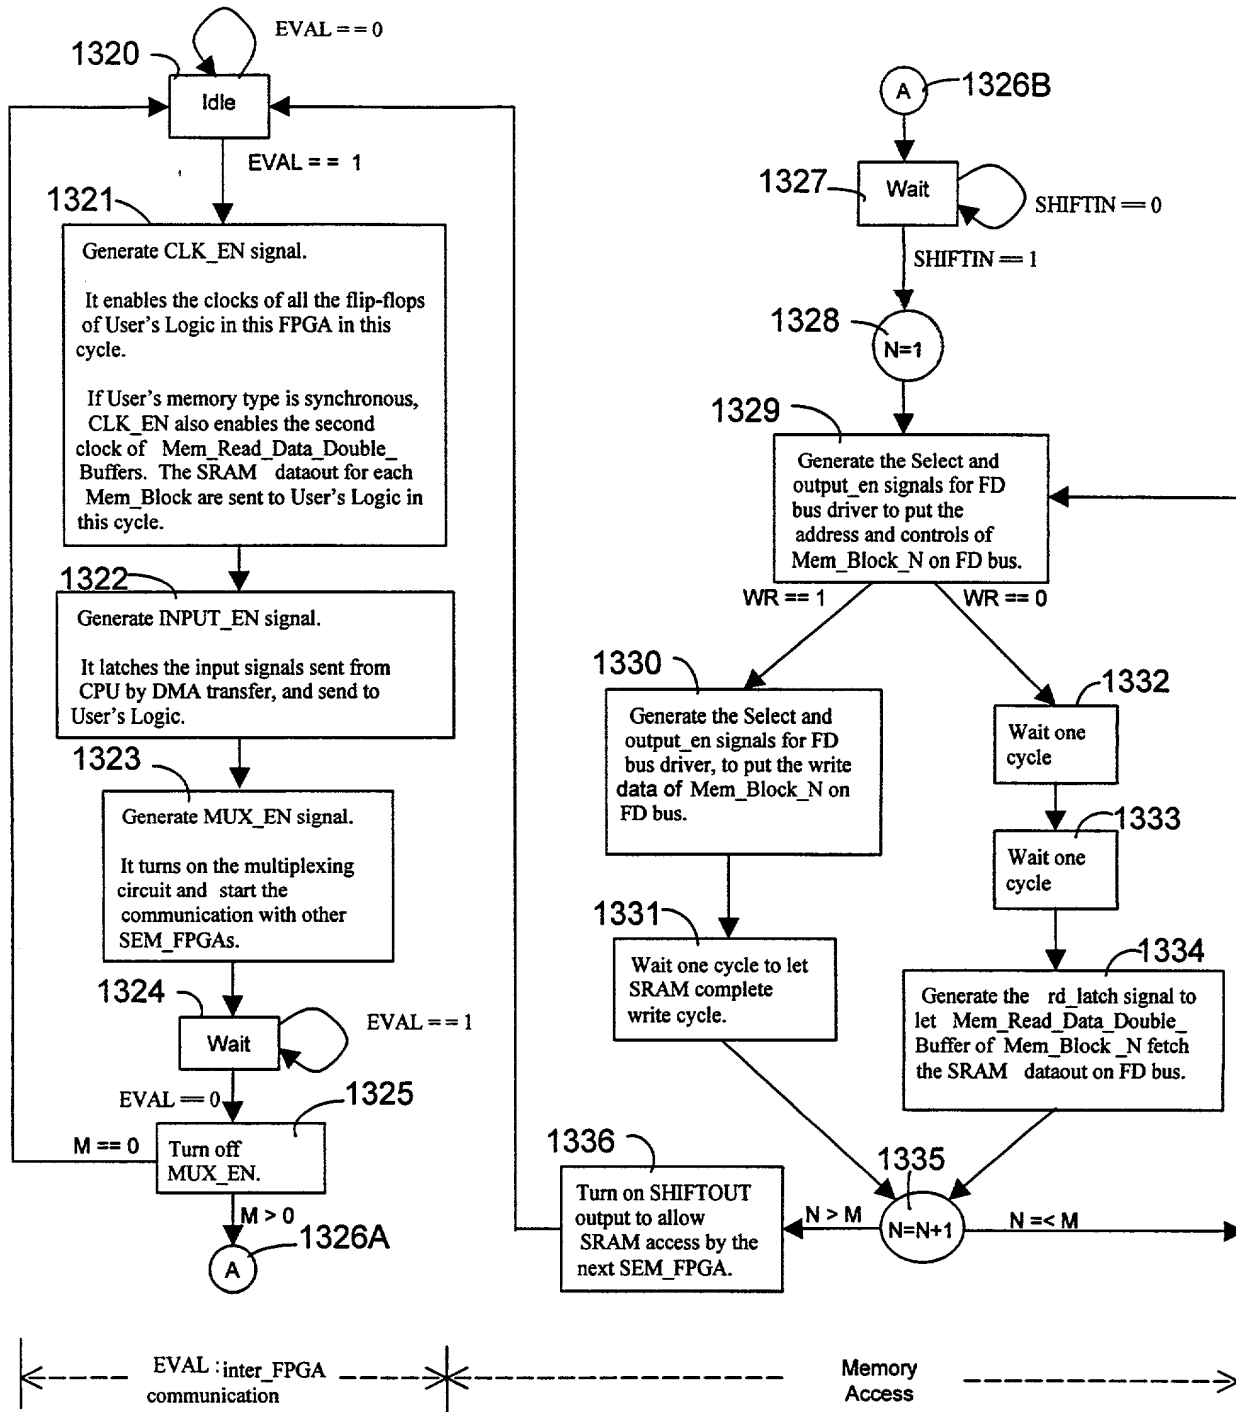 EVAL == 0
1320
Idle
EVAL == 1
1321
Generate CLK_EN signal.
It enables the clocks of all the flip-flops
of User's Logic in this FPGA in this
cycle.
If User's memory type is synchronous,
CLK_EN also enables the second
clock of Mem_Read_Data_Double_
Buffers. The SRAM dataout for each
Mem_Block are sent to User's Logic in
this cycle.
1322
Generate INPUT_EN signal.
It latches the input signals sent from
CPU by DMA transfer, and send to
User's Logic.
1323
Generate MUX_EN signal.
It turns on the multiplexing
circuit and start the
communication with other
SEM_FPGAs.
1324
Wait
EVAL == 1
EVAL == 0
1325
Turn off
MUX_EN.
M == 0
M > 0
1326A
A
A
1326B
1327
Wait
SHIFTIN == 0
SHIFTIN == 1
1328
N=1
1329
Generate the Select and
output_en signals for FD
bus driver to put the
address and controls of
Mem_Block_N on FD bus.
WR == 1
WR == 0
1330
Generate the Select and
output_en signals for FD
bus driver, to put the write
data of Mem_Block_N on
FD bus.
1331
Wait one cycle to let
SRAM complete
write cycle.
1332
Wait one
cycle
1333
Wait one
cycle
1334
Generate the rd_latch signal to
let Mem_Read_Data_Double_
Buffer of Mem_Block_N fetch
the SRAM dataout on FD bus.
1335
N=N+1
N > M
N =< M
1336
Turn on SHIFTOUT
output to allow
SRAM access by the
next SEM_FPGA.
EVAL : inter_FPGA
communication
Memory
Access